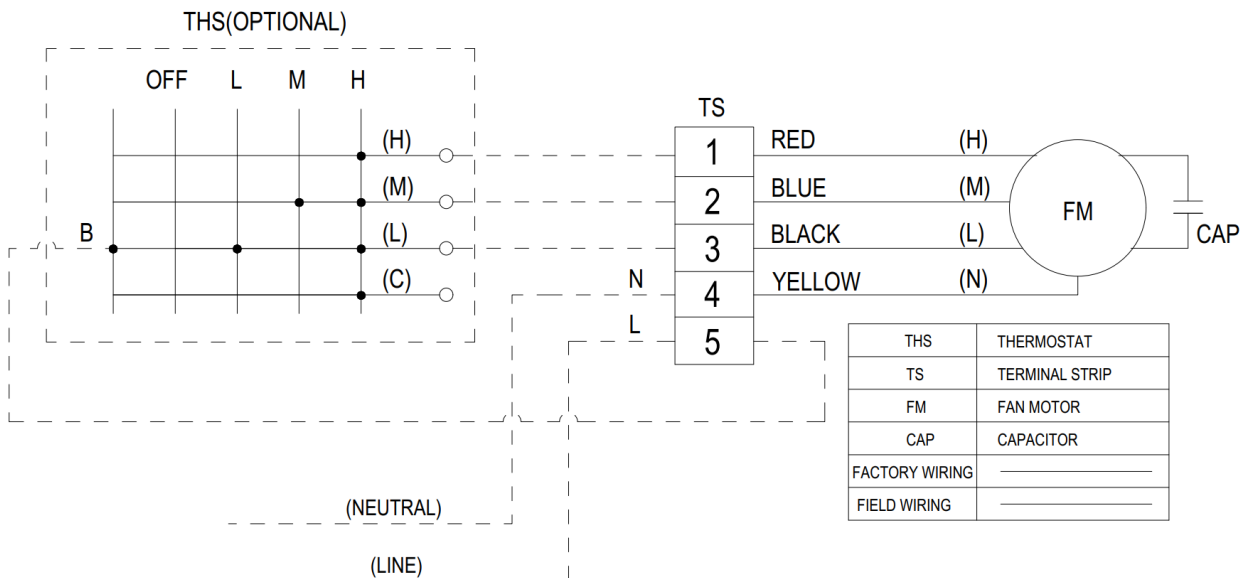 THS(OPTIONAL)
OFF L M H
TS
(H)
1 RED (H)
(M)
2 BLUE (M)
FM
B (L)
3 BLACK (L)
CAP
(C)
N 4 YELLOW (N)
L 5
THS THERMOSTAT
TS TERMINAL STRIP
FM FAN MOTOR
CAP CAPACITOR
FACTORY WIRING
FIELD WIRING
(NEUTRAL)
(LINE)